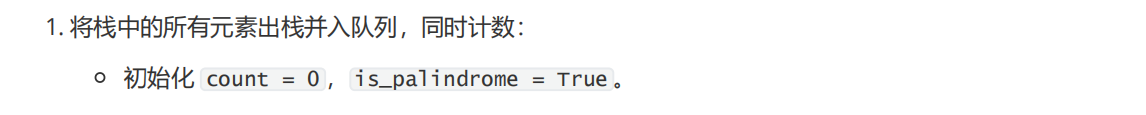 1. 将栈中的所有元素出栈并入队列，同时计数：
○ 初始化 count = 0，is_palindrome = True。